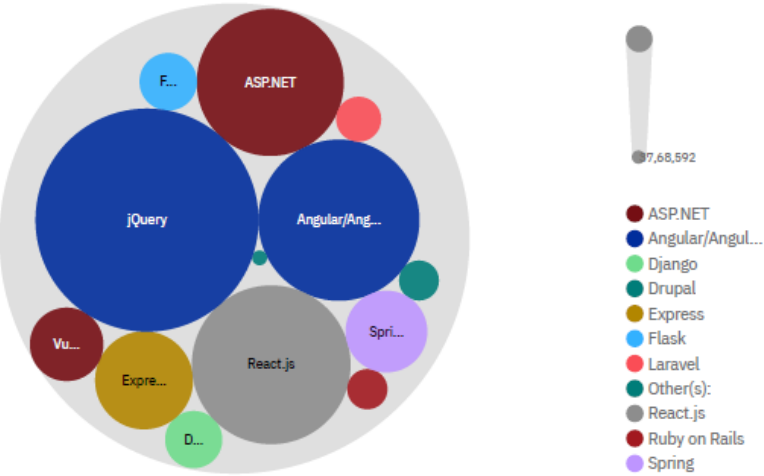 F...
ASP.NET
jQuery
Angular/Ang...
Vu...
Expre...
React.js
Spri...
D...
37,68,592
ASP.NET
Angular/Angul...
Django
Drupal
Express
Flask
Laravel
Other(s):
React.js
Ruby on Rails
Spring